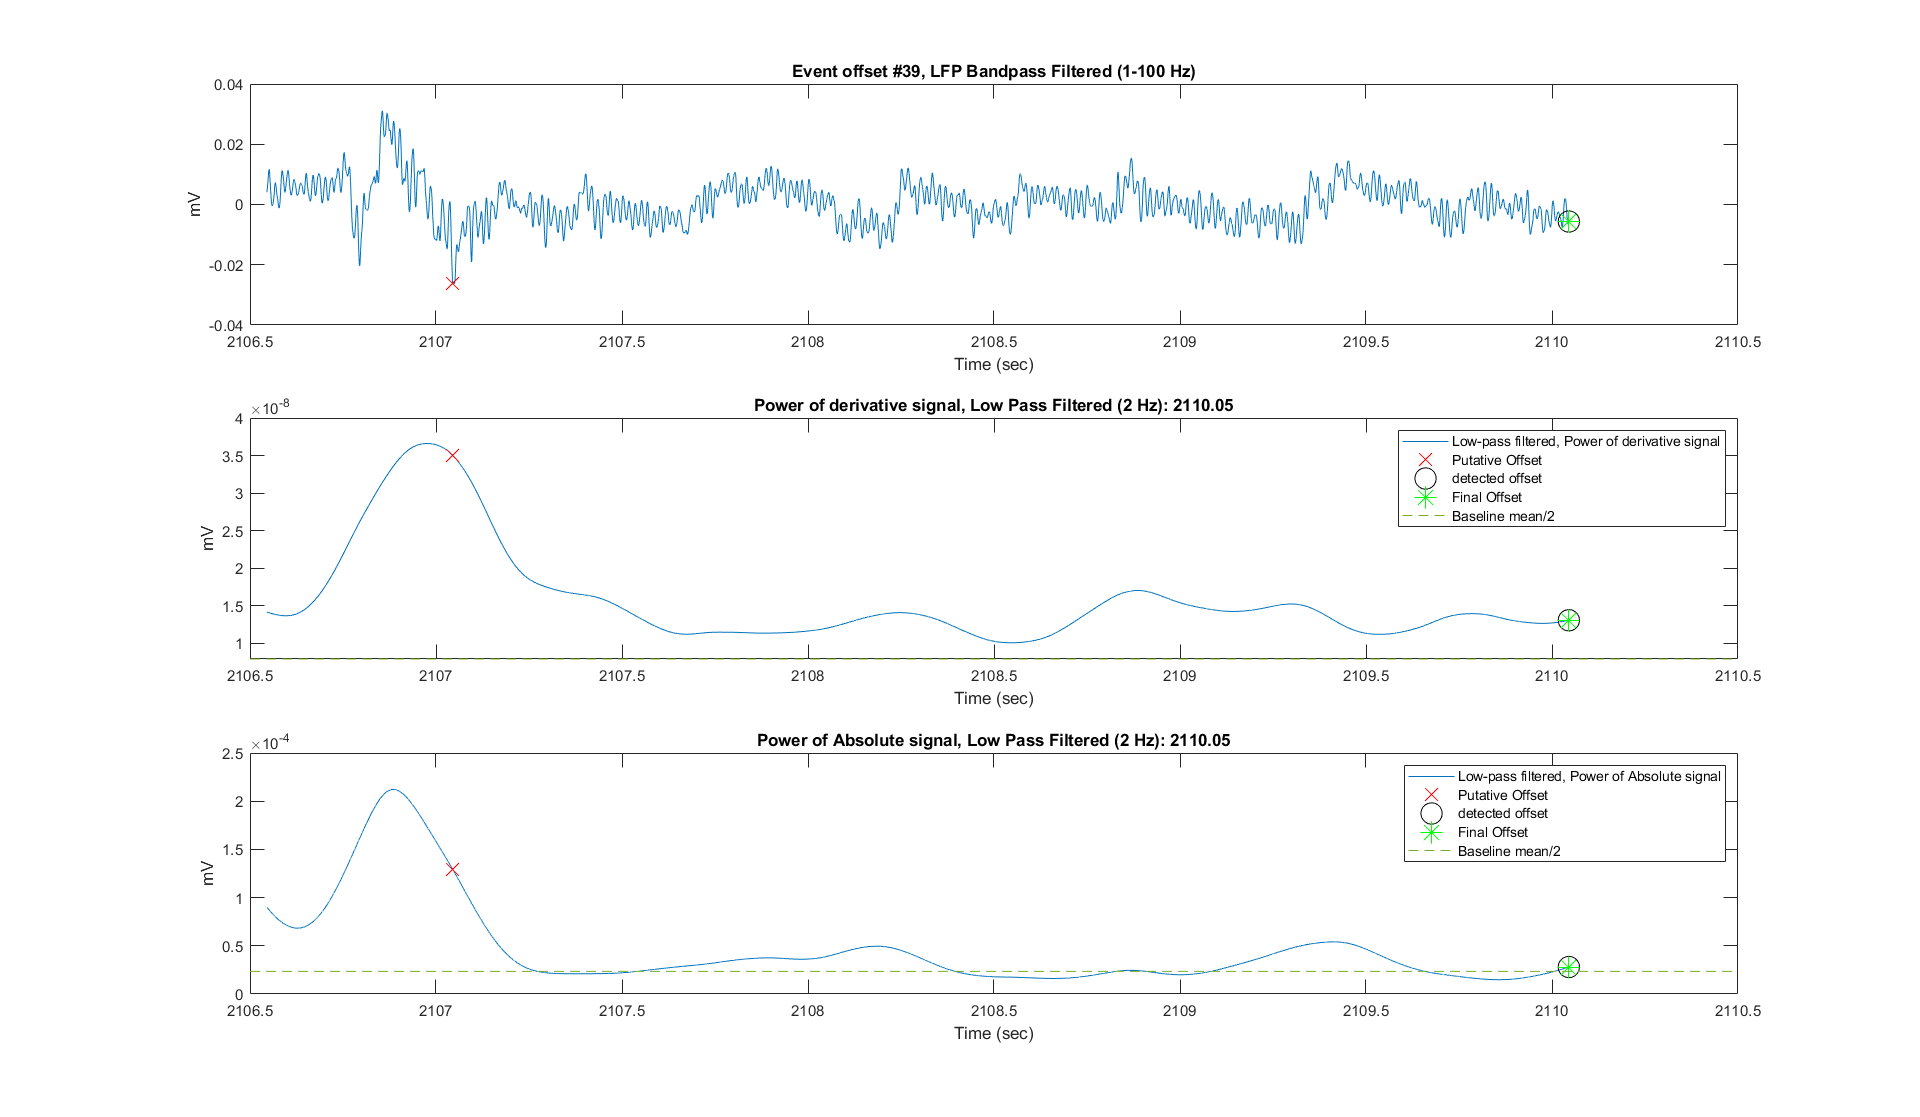 Event offset #39, LFP Bandpass Filtered (1-100 Hz)
0.04
0.02
0
-0.02
-0.04
mV
2106.5 2107 2107.5 2108 2108.5 2109 2109.5 2110 2110.5
Time (sec)
×10-8
Power of derivative signal, Low Pass Filtered (2 Hz): 2110.05
4
3.5
3
2.5
2
1.5
1
mV
Low-pass filtered, Power of derivative signal
Putative Offset
detected offset
Final Offset
Baseline mean/2
2106.5 2107 2107.5 2108 2108.5 2109 2109.5 2110 2110.5
Time (sec)
×10-4
Power of Absolute signal, Low Pass Filtered (2 Hz): 2110.05
2.5
2
1.5
1
0.5
0
mV
Low-pass filtered, Power of Absolute signal
Putative Offset
detected offset
Final Offset
Baseline mean/2
2106.5 2107 2107.5 2108 2108.5 2109 2109.5 2110 2110.5
Time (sec)